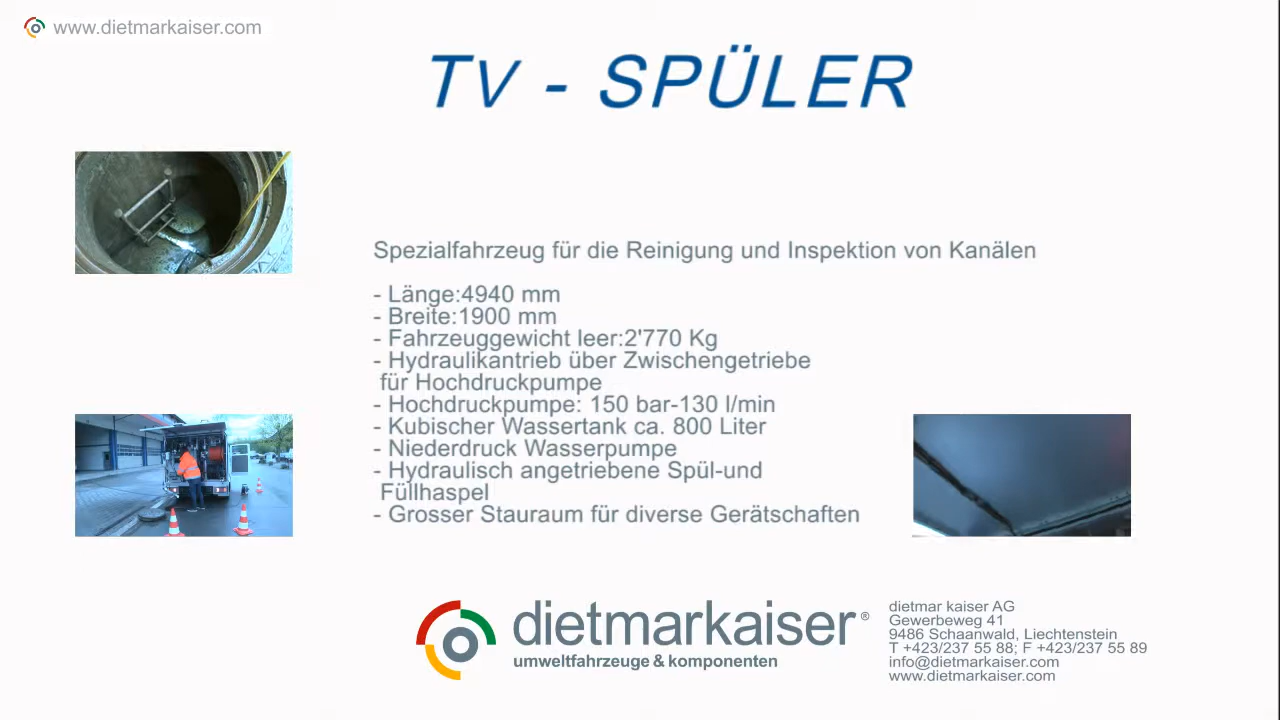 www.dietmarkaiser.com
TV - SPÜLER
Spezialfahrzeug für die Reinigung und Inspektion von Kanälen
- Länge:4940 mm
- Breite:1900 mm
- Fahrzeuggewicht leer:2'770 Kg
- Hydraulikantrieb über Zwischengetriebe
für Hochdruckpumpe
- Hochdruckpumpe: 150 bar-130 l/min
- Kubischer Wassertank ca. 800 Liter
- Niederdruck Wasserpumpe
- Hydraulisch angetriebene Spül-und
Füllhaspel
- Grosser Stauraum für diverse Gerätschaften
dietmarkaiser®
umweltfahrzeuge & komponenten
dietmar kaiser AG
Gewerbeweg 41
9486 Schaanwald, Liechtenstein
T +423/237 55 88; F +423/237 55 89
info@dietmarkaiser.com
www.dietmarkaiser.com